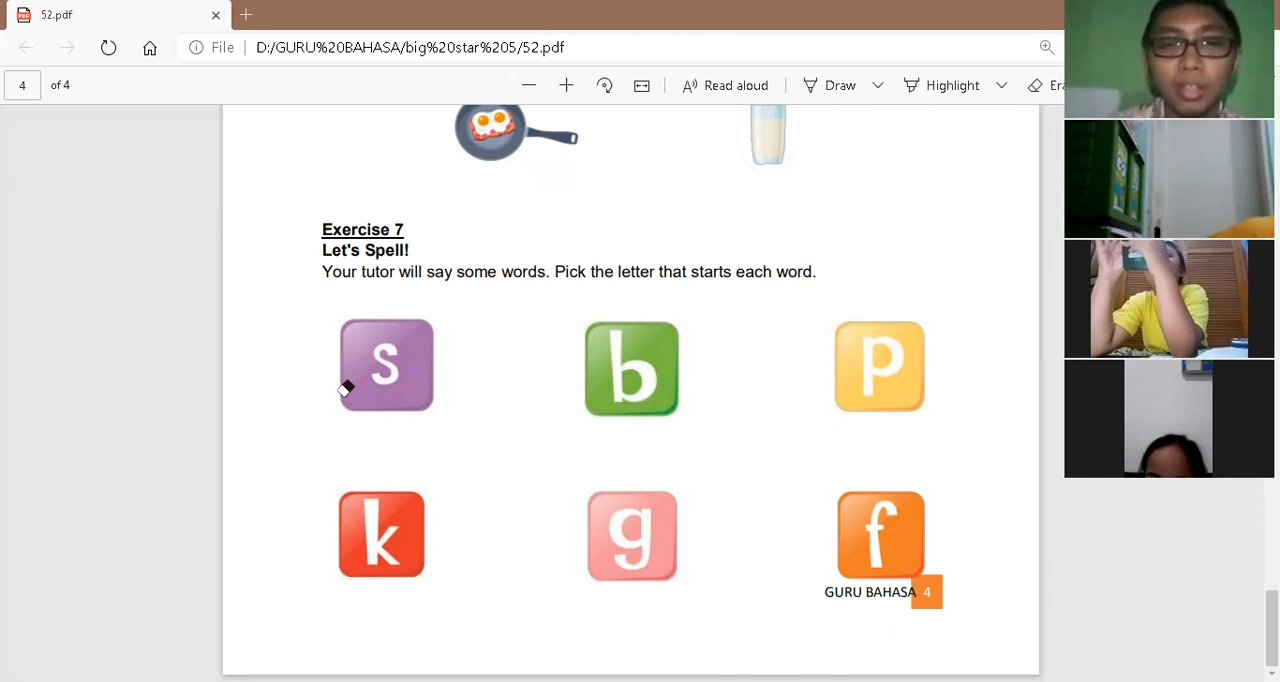 52.pdf
File | D:/GURU%20BAHASA/big%20star%205/52.pdf
4 of 4 Read aloud Draw Highlight Era
Exercise 7
Let's Spell!
Your tutor will say some words. Pick the letter that starts each word.
s b p
k g f
GURU BAHASA 4